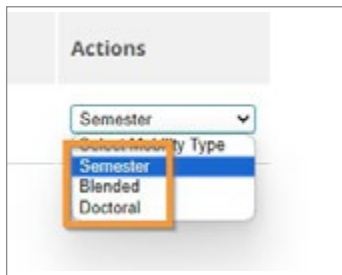 Actions
Semester
Select Mobility Type
Semester
Blended
Doctoral